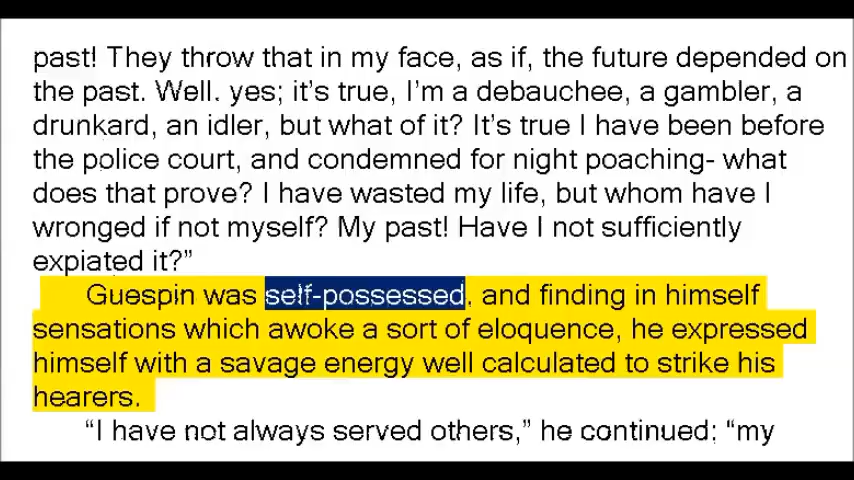 past! They throw that in my face, as if, the future depended on
the past. Well. yes; it's true, I'm a debauchee, a gambler, a
drunkard, an idler, but what of it? It's true I have been before
the police court, and condemned for night poaching- what
does that prove? I have wasted my life, but whom have I
wronged if not myself? My past! Have I not sufficiently
expiated it?”
Guespin was self-possessed, and finding in himself
sensations which awoke a sort of eloquence, he expressed
himself with a savage energy well calculated to strike his
hearers.
“I have not always served others,” he continued; “my